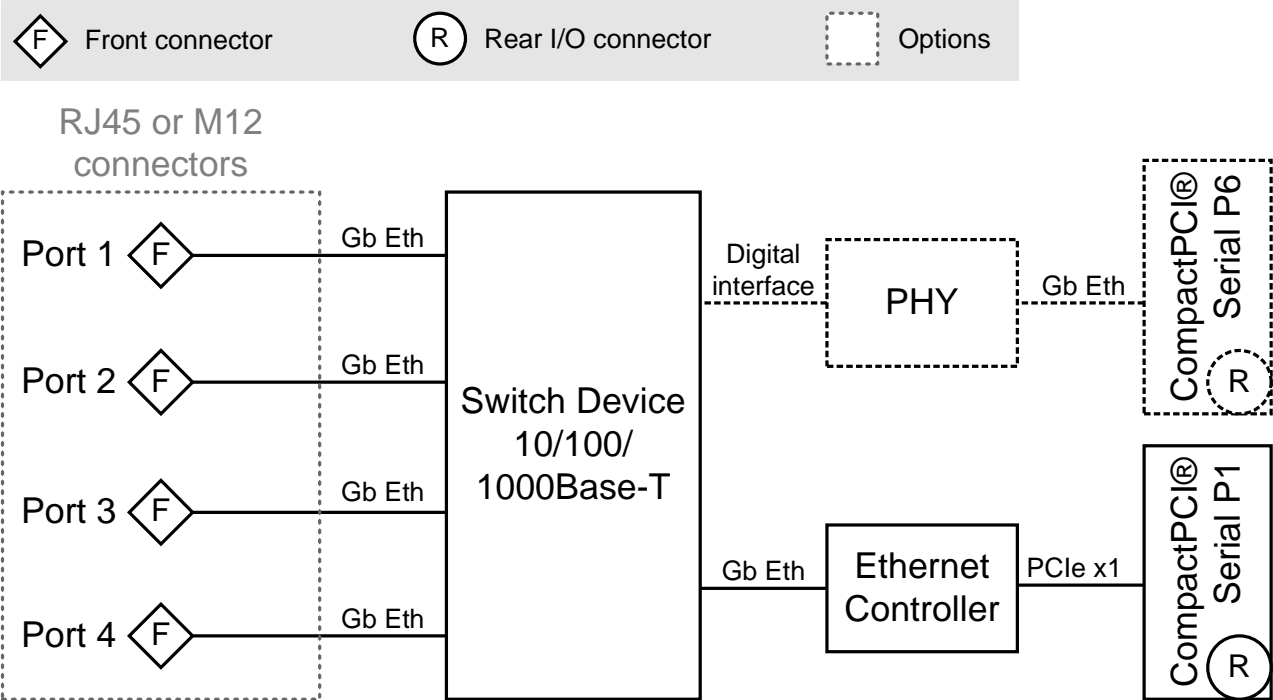 F Front connector
R Rear I/O connector
Options
RJ45 or M12
connectors
Port 1 F
Gb Eth
Port 2 F
Gb Eth
Port 3 F
Gb Eth
Port 4 F
Gb Eth
Switch Device
10/100/
1000Base-T
Digital
interface
PHY
Gb Eth
CompactPCI®
Serial P6
R
Gb Eth
Ethernet
Controller
PCIe x1
CompactPCI®
Serial P1
R